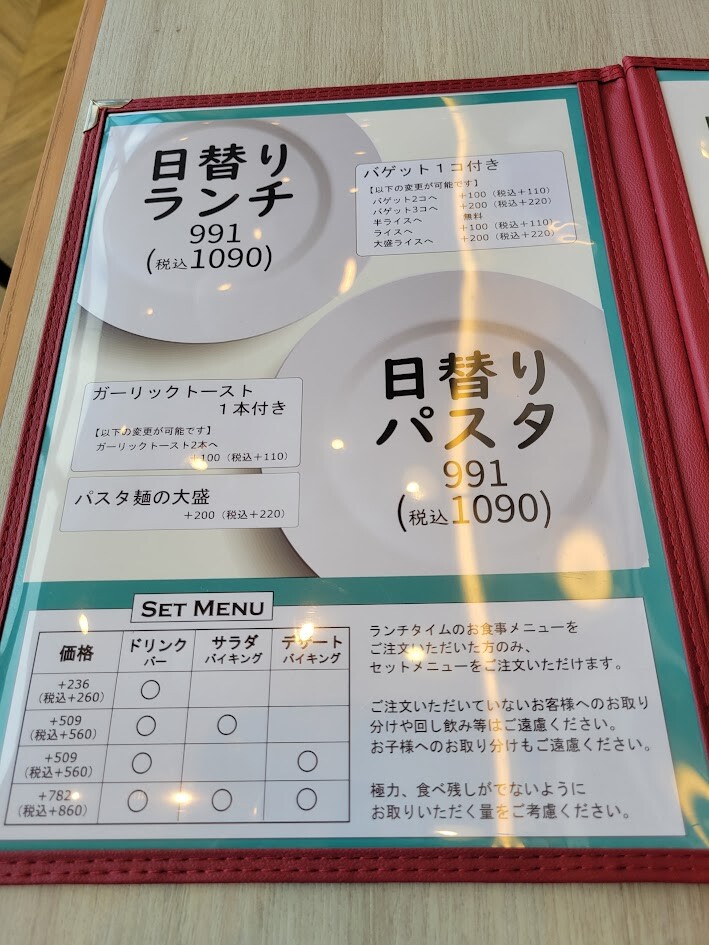 日替り
ランチ
991
(税込1090)
バゲット1コ付き
【以下の変更が可能です】
バゲット2コへ +100（税込+110）
バゲット3コへ +200（税込+220）
半ライスへ 無料
ライスへ +100（税込+110）
大盛ライスへ +200（税込+220）
ガーリックトースト
1本付き
【以下の変更が可能です】
ガーリックトースト2本へ
+100（税込+110）
パスタ麺の大盛
+200（税込+220）
日替り
パスタ
991
(税込1090)
SET MENU
価格 ドリンクバー サラダバイキング デザートバイキング
+236（税込+260） ○
+509（税込+560） ○ ○
+509（税込+560） ○ ○
+782（税込+860） ○ ○ ○
ランチタイムのお食事メニューを
ご注文いただいた方のみ、
セットメニューをご注文いただけます。
ご注文いただいていないお客様へのお取り
分けや回し飲み等はご遠慮ください。
お子様へのお取り分けもご遠慮ください。
極力、食べ残しがでないように
お取りいただく量をご考慮ください。